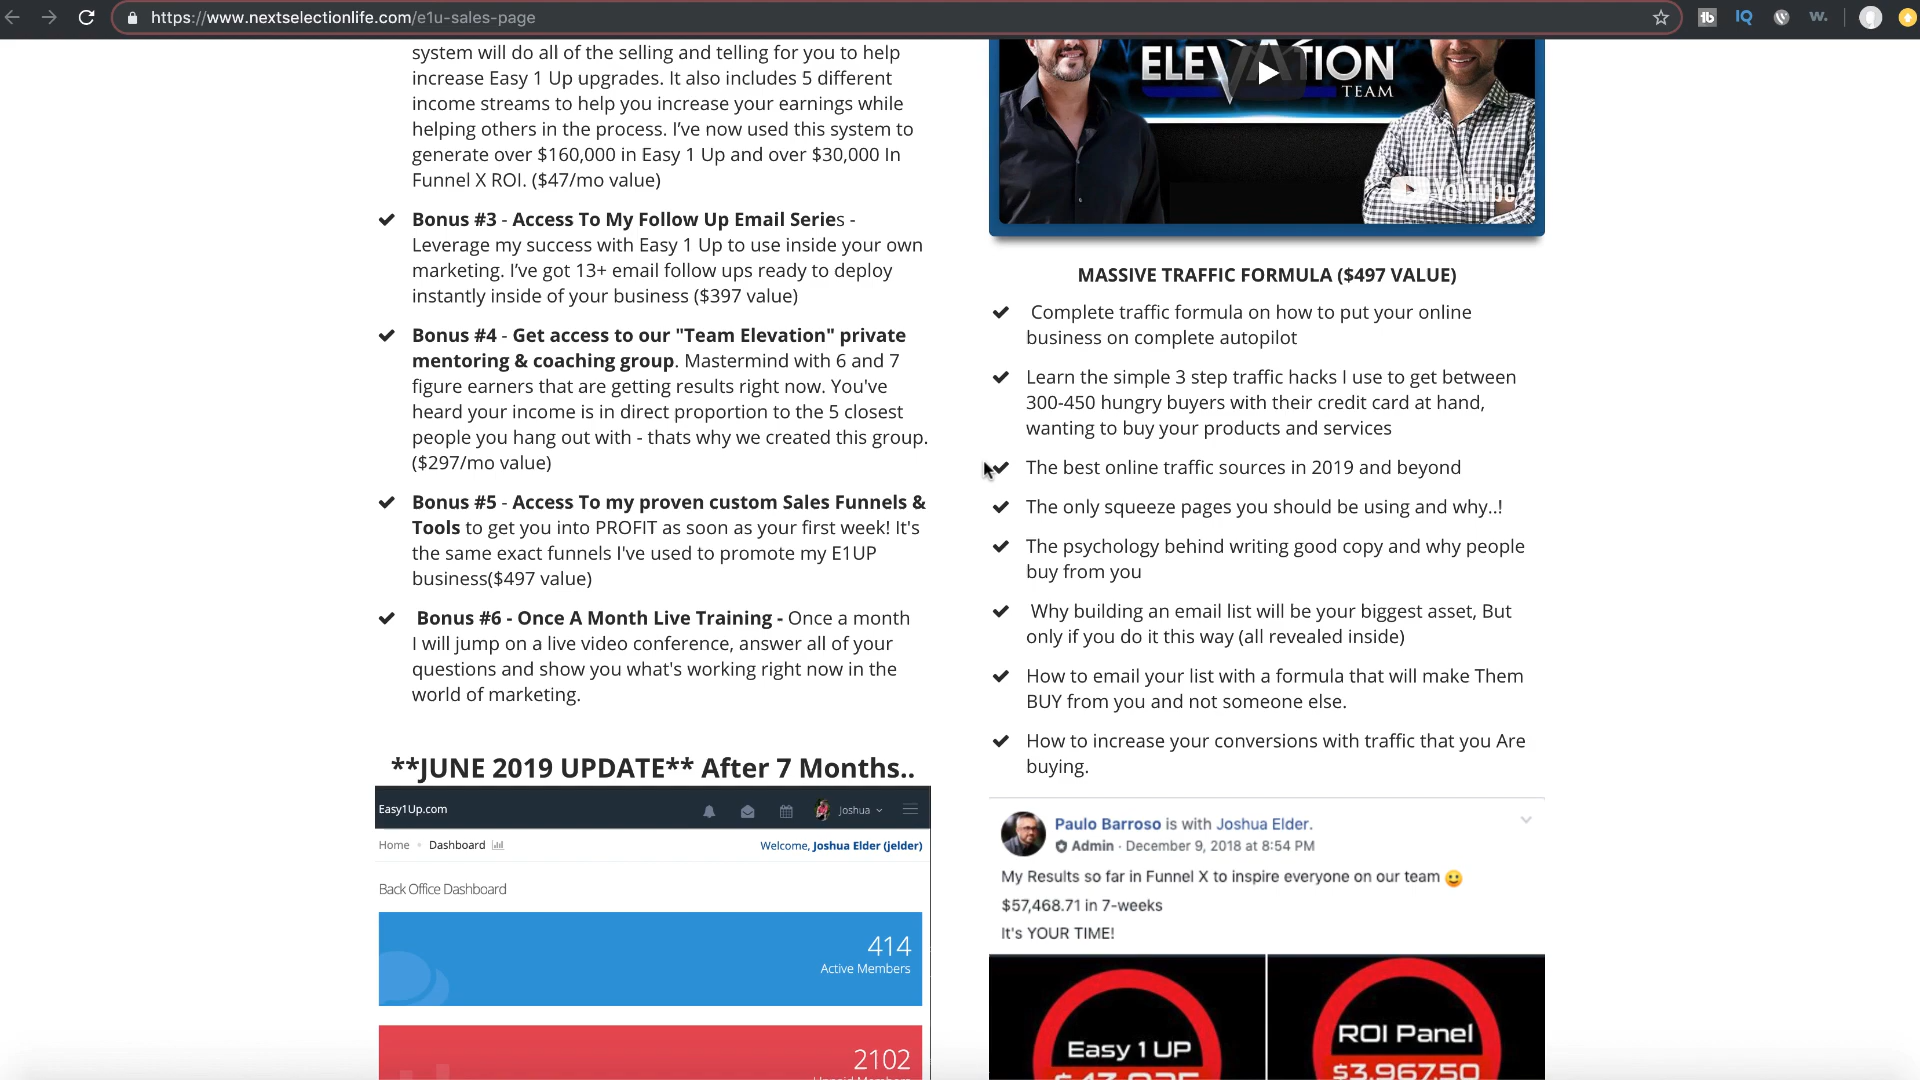 https://www.nextselectionlife.com/e1u-sales-page
system will do all of the selling and telling for you to help
increase Easy 1 Up upgrades. It also includes 5 different
income streams to help you increase your earnings while
helping others in the process. I've now used this system to
generate over $160,000 in Easy 1 Up and over $30,000 In
Funnel X ROI. ($47/mo value)
Bonus #3 - Access To My Follow Up Email Series -
Leverage my success with Easy 1 Up to use inside your own
marketing. I've got 13+ email follow ups ready to deploy
instantly inside of your business ($397 value)
Bonus #4 - Get access to our "Team Elevation" private
mentoring & coaching group. Mastermind with 6 and 7
figure earners that are getting results right now. You've
heard your income is in direct proportion to the 5 closest
people you hang out with - thats why we created this group.
($297/mo value)
Bonus #5 - Access To my proven custom Sales Funnels &
Tools to get you into PROFIT as soon as your first week! It's
the same exact funnels I've used to promote my E1UP
business($497 value)
Bonus #6 - Once A Month Live Training - Once a month
I will jump on a live video conference, answer all of your
questions and show you what's working right now in the
world of marketing.
**JUNE 2019 UPDATE** After 7 Months..
Easy1Up.com
Joshua
Home Dashboard
Welcome, Joshua Elder (jelder)
Back Office Dashboard
414
Active Members
2102
ELEVATION
TEAM
YouTube
MASSIVE TRAFFIC FORMULA ($497 VALUE)
Complete traffic formula on how to put your online
business on complete autopilot
Learn the simple 3 step traffic hacks I use to get between
300-450 hungry buyers with their credit card at hand,
wanting to buy your products and services
The best online traffic sources in 2019 and beyond
The only squeeze pages you should be using and why..!
The psychology behind writing good copy and why people
buy from you
Why building an email list will be your biggest asset, But
only if you do it this way (all revealed inside)
How to email your list with a formula that will make Them
BUY from you and not someone else.
How to increase your conversions with traffic that you Are
buying.
Paulo Barroso is with Joshua Elder.
Admin · December 9, 2018 at 8:54 PM
My Results so far in Funnel X to inspire everyone on our team
$57,468.71 in 7-weeks
It's YOUR TIME!
Easy 1 UP
ROI Panel
$3,967.50